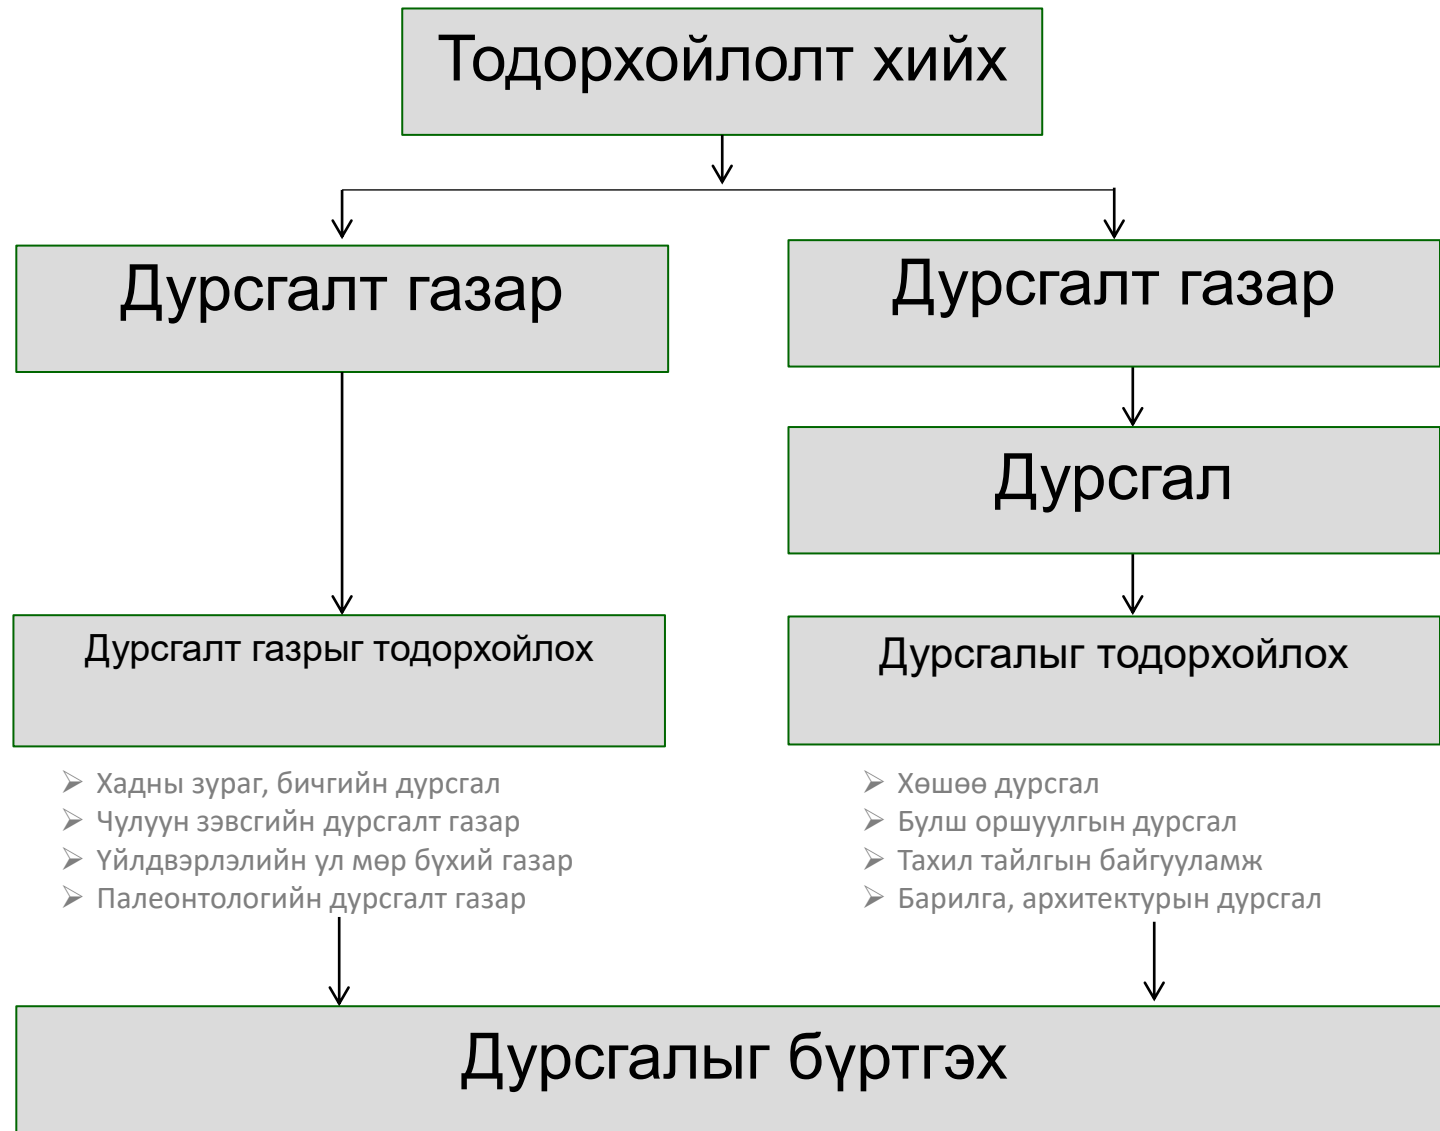 Тодорхойлолт хийх
Дурсгалт газар
Дурсгалт газар
Дурсгал
Дурсгалт газрыг тодорхойлох
Дурсгалыг тодорхойлох
➢ Хадны зураг, бичгийн дурсгал
➢ Чулуун зэвсгийн дурсгалт газар
➢ Үйлдвэрлэлийн ул мөр бүхий газар
➢ Палеонтологийн дурсгалт газар
➢ Хөшөө дурсгал
➢ Булш оршуулгын дурсгал
➢ Тахил тайлгын байгууламж
➢ Барилга, архитектурын дурсгал
Дурсгалыг бүртгэх